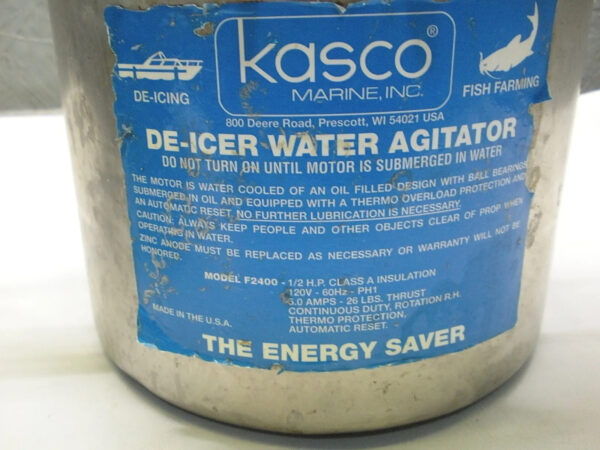 kasco®
MARINE, INC.
DE-ICING
FISH FARMING
800 Deere Road, Prescott, WI 54021 USA
DE-ICER WATER AGITATOR
DO NOT TURN ON UNTIL MOTOR IS SUBMERGED IN WATER
THE MOTOR IS WATER COOLED OF AN OIL FILLED DESIGN WITH BALL BEARINGS
SUBMERGED IN OIL AND EQUIPPED WITH A THERMO OVERLOAD PROTECTION AND
AN AUTOMATIC RESET. NO FURTHER LUBRICATION IS NECESSARY.
CAUTION: ALWAYS KEEP PEOPLE AND OTHER OBJECTS CLEAR OF PROP WHEN
OPERATING IN WATER.
ZINC ANODE MUST BE REPLACED AS NECESSARY OR WARRANTY WILL NOT BE
HONORED.
MODEL F2400 - 1/2 H.P. CLASS A INSULATION
120V - 60Hz - PH1
.0 AMPS - 26 LBS. THRUST
CONTINUOUS DUTY, ROTATION R.H.
THERMO PROTECTION,
AUTOMATIC RESET.
MADE IN THE U.S.A.
THE ENERGY SAVER